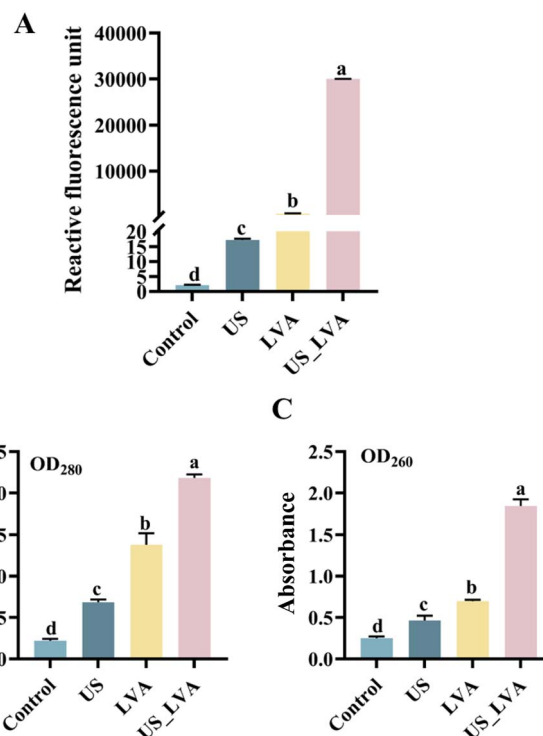 A
Reactive fluorescence unit
40000
30000
20000
10000
20
15
10
5
0
d
c
b
a
Control
US
LVA
US_LVA
OD280
d
c
b
a
Control
US
LVA
US_LVA
C
OD260
Absorbance
2.5
2.0
1.5
1.0
0.5
0.0
d
c
b
a
Control
US
LVA
US_LVA